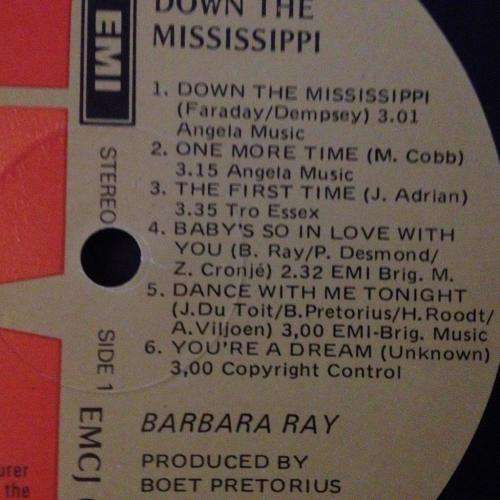 DOWN THE
MISSISSIPPI
EMI
1. DOWN THE MISSISSIPPI
(Faraday/Dempsey) 3.01
Angela Music
2. ONE MORE TIME (M. Cobb)
3.15 Angela Music
3. THE FIRST TIME (J. Adrian)
3.35 Tro Essex
4. BABY'S SO IN LOVE WITH
YOU (B. Ray/P. Desmond/
Z. Cronjé) 2.32 EMI Brig. M.
5. DANCE WITH ME TONIGHT
(J.Du Toit/B.Pretorius/H.Roodt/
A.Viljoen) 3,00 EMI-Brig. Music
6. YOU'RE A DREAM (Unknown)
3,00 Copyright Control
STEREO
SIDE 1
EMCJ
BARBARA RAY
PRODUCED BY
BOET PRETORIUS
the